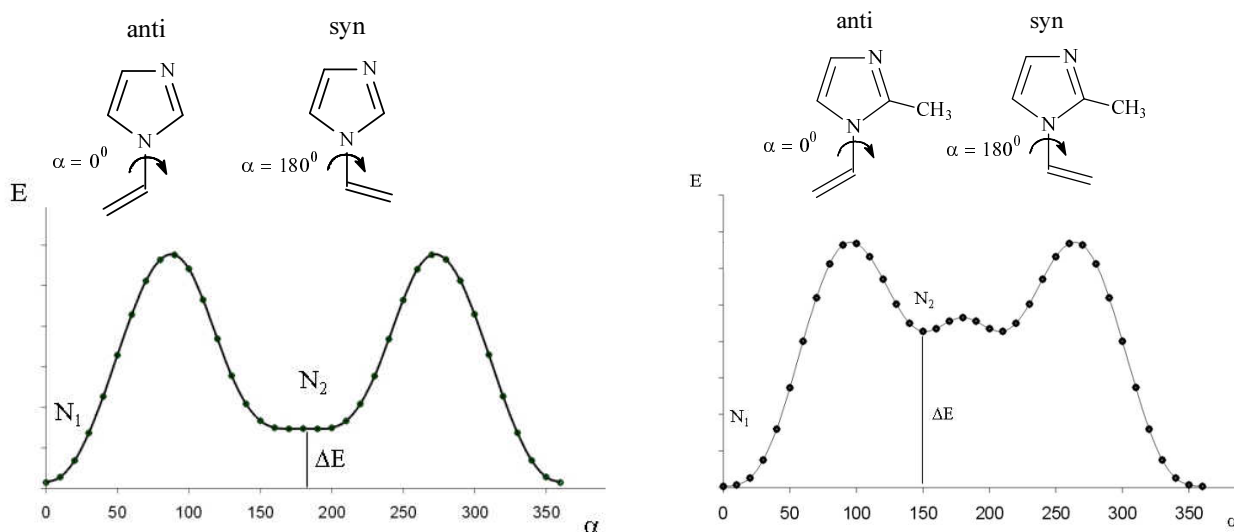 anti syn
N N
N N
α = 0⁰ α = 180⁰
E
N₁
N₂
ΔE
0 50 100 150 200 250 300 350
α
anti syn
N N
CH₃ CH₃
N N
α = 0⁰ α = 180⁰
E
N₂
N₁
ΔE
0 50 100 150 200 250 300 350
α